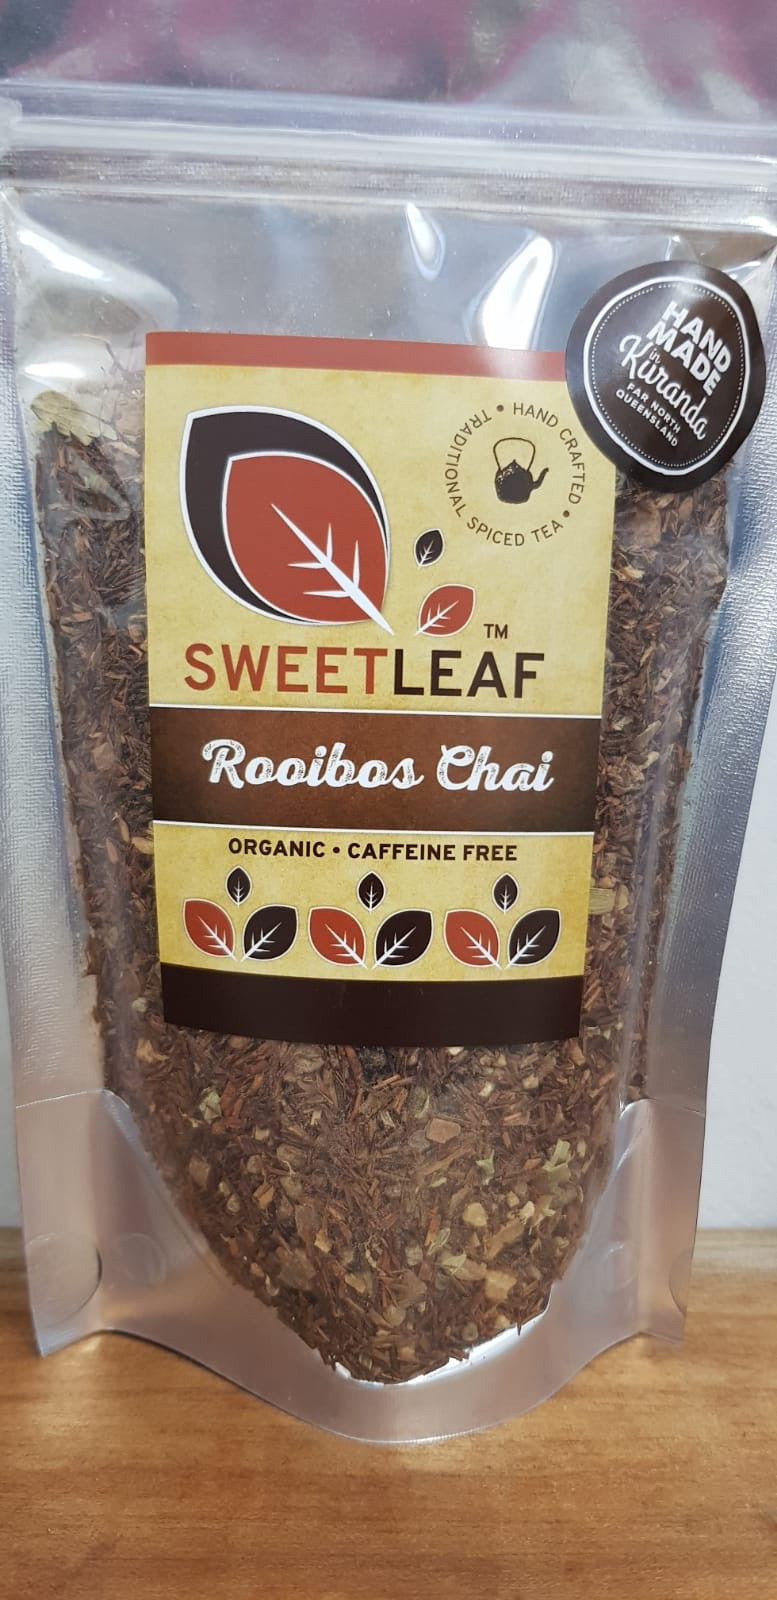 HAND
MADE
in
Kuranda
FAR NORTH
QUEENSLAND
• HAND CRAFTED •
TRADITIONAL SPICED TEA
TM
SWEETLEAF
Rooibos Chai
ORGANIC • CAFFEINE FREE